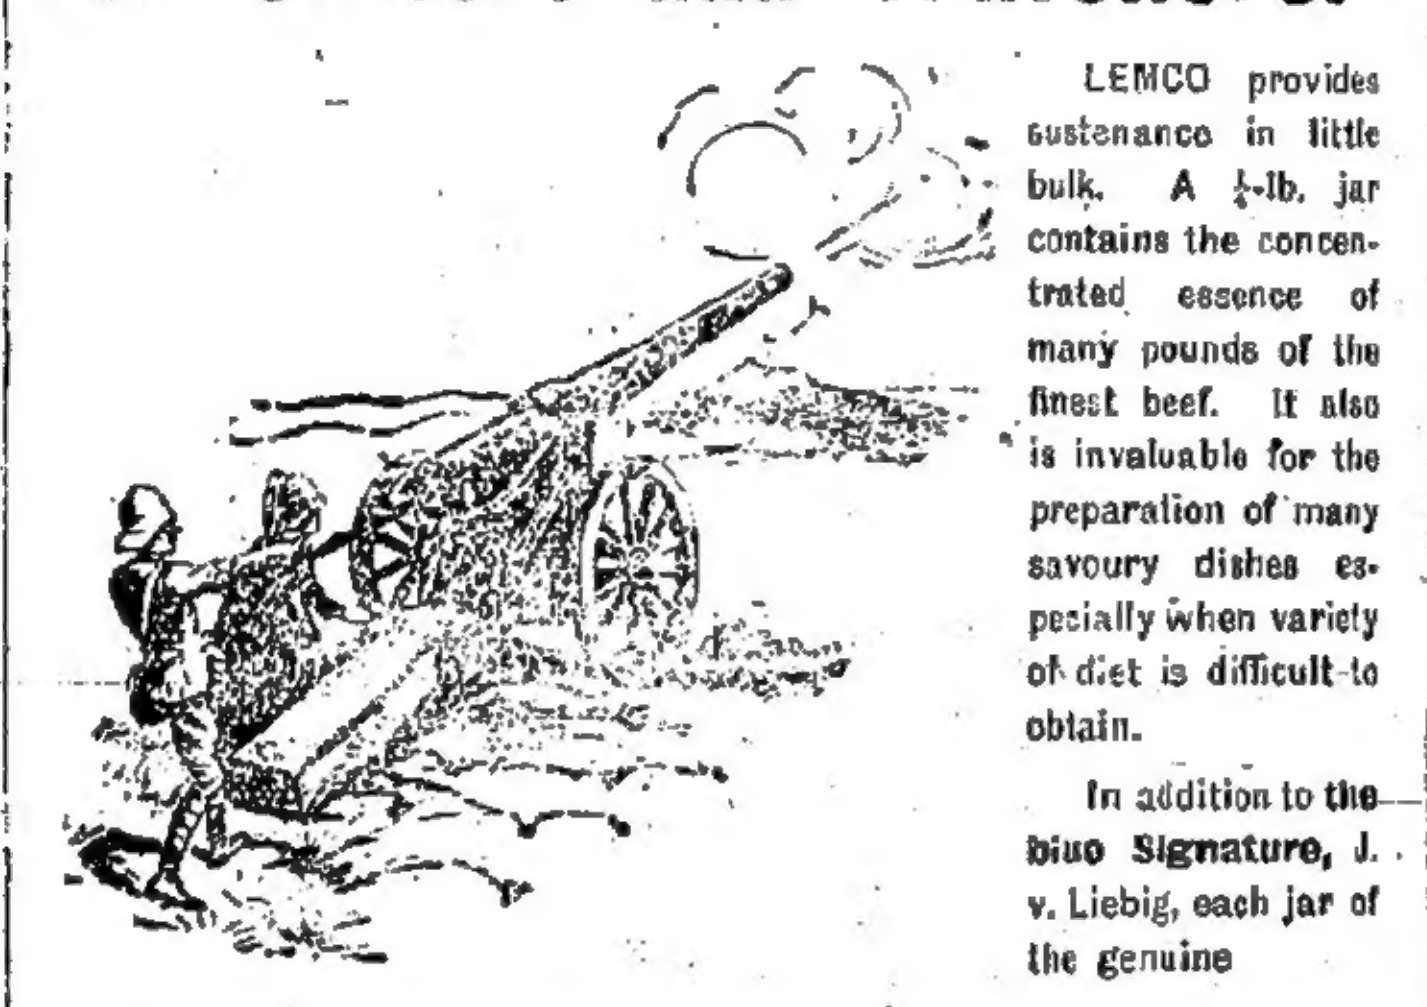 LEMCO provides
sustenance in little
bulk. A ¼-lb. jar
contains the concen-
trated essence of
many pounds of the
finest beef. It also
is invaluable for the
preparation of many
savoury dishes es-
pecially when variety
of diet is difficult to
obtain.
In addition to the
blue Signature, J.
v. Liebig, each jar of
the genuine